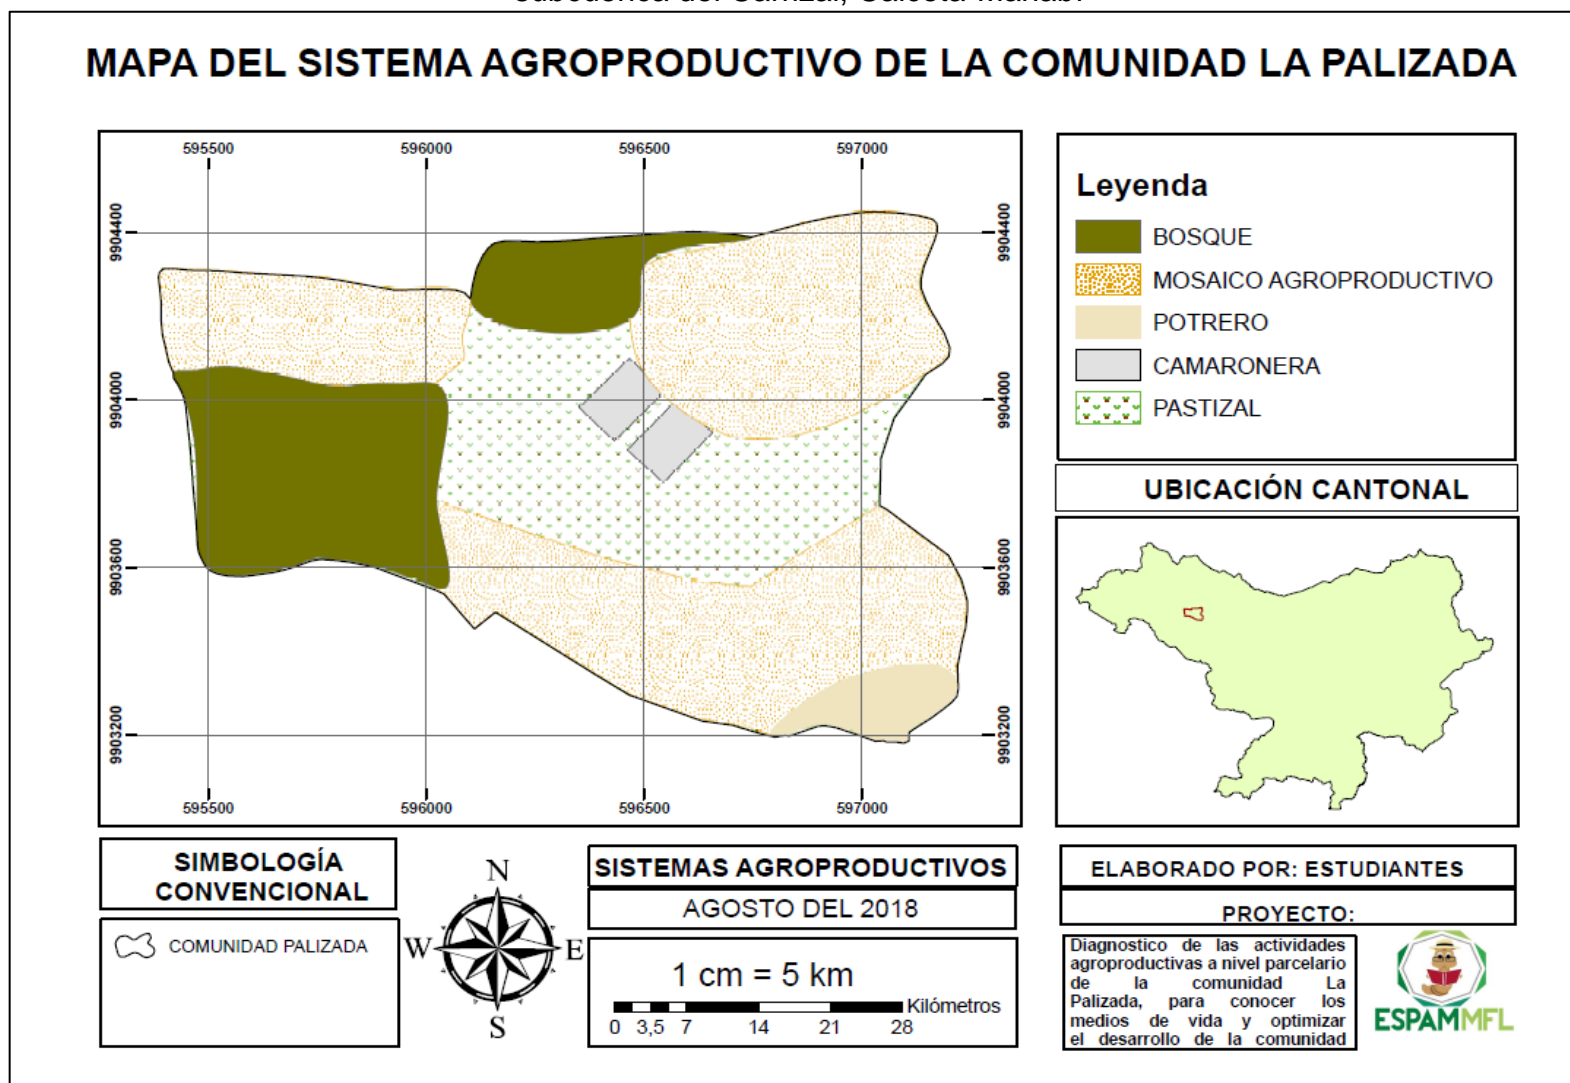 MAPA DEL SISTEMA AGROPRODUCTIVO DE LA COMUNIDAD LA PALIZADA
595500 596000 596500 597000
9904400 9904400
9904000 9904000
9903600 9903600
9903200 9903200
595500 596000 596500 597000
Leyenda
BOSQUE
MOSAICO AGROPRODUCTIVO
POTRERO
CAMARONERA
PASTIZAL
UBICACIÓN CANTONAL
SIMBOLOGÍA
CONVENCIONAL
COMUNIDAD PALIZADA
N
W E
S
SISTEMAS AGROPRODUCTIVOS
AGOSTO DEL 2018
1 cm = 5 km
Kilómetros
0 3,5 7 14 21 28
ELABORADO POR: ESTUDIANTES
PROYECTO:
Diagnostico de las actividades
agroproductivas a nivel parcelario
de la comunidad La
Palizada, para conocer los
medios de vida y optimizar
el desarrollo de la comunidad
ESPAMMFL